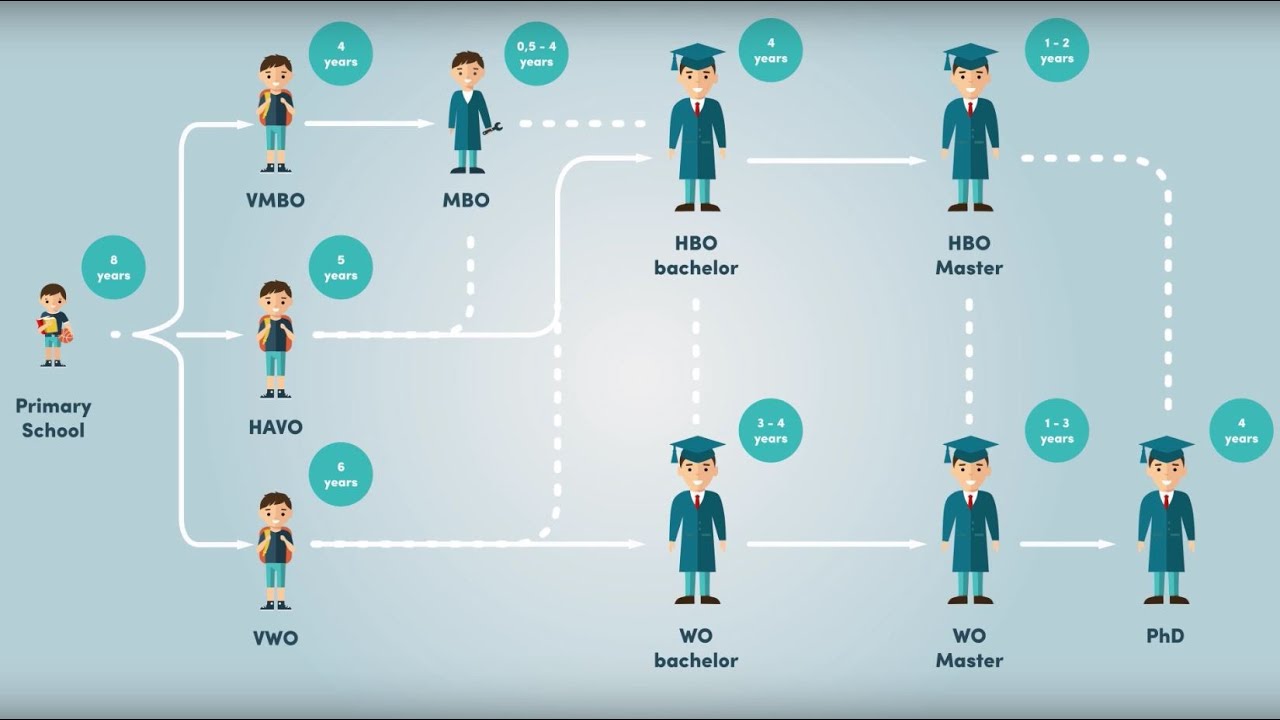 4
years
0,5 - 4
years
4
years
1 - 2
years
VMBO
MBO
HBO
bachelor
HBO
Master
8
years
5
years
Primary
School
HAVO
6
years
3 - 4
years
1 - 3
years
4
years
VWO
WO
bachelor
WO
Master
PhD